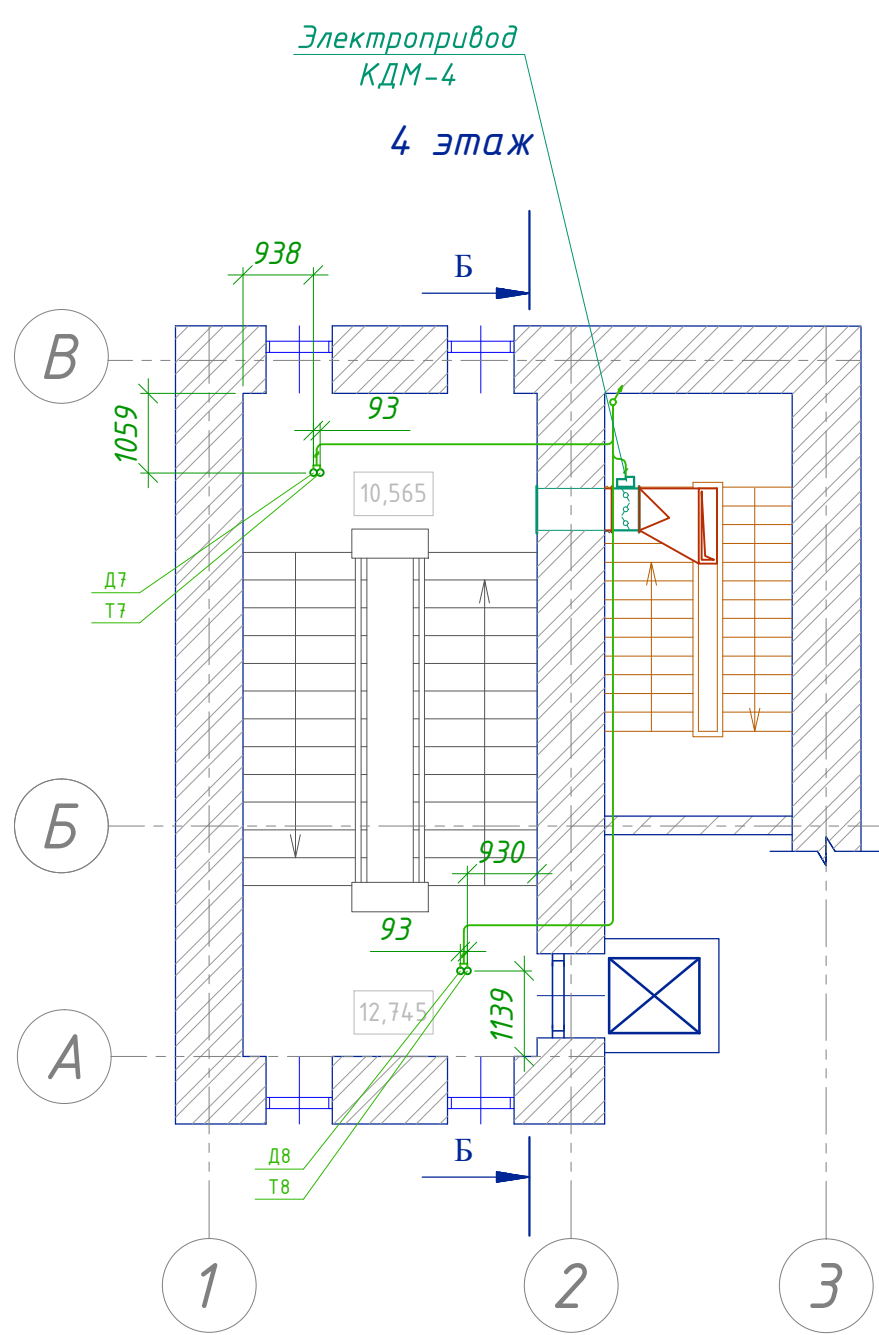 Электропривод
КДМ-4
4 этаж
Б
938
В
1059
93
10,565
Д7
Т7
Б
930
93
12,745
1139
А
Б
Д8
Т8
1
2
3